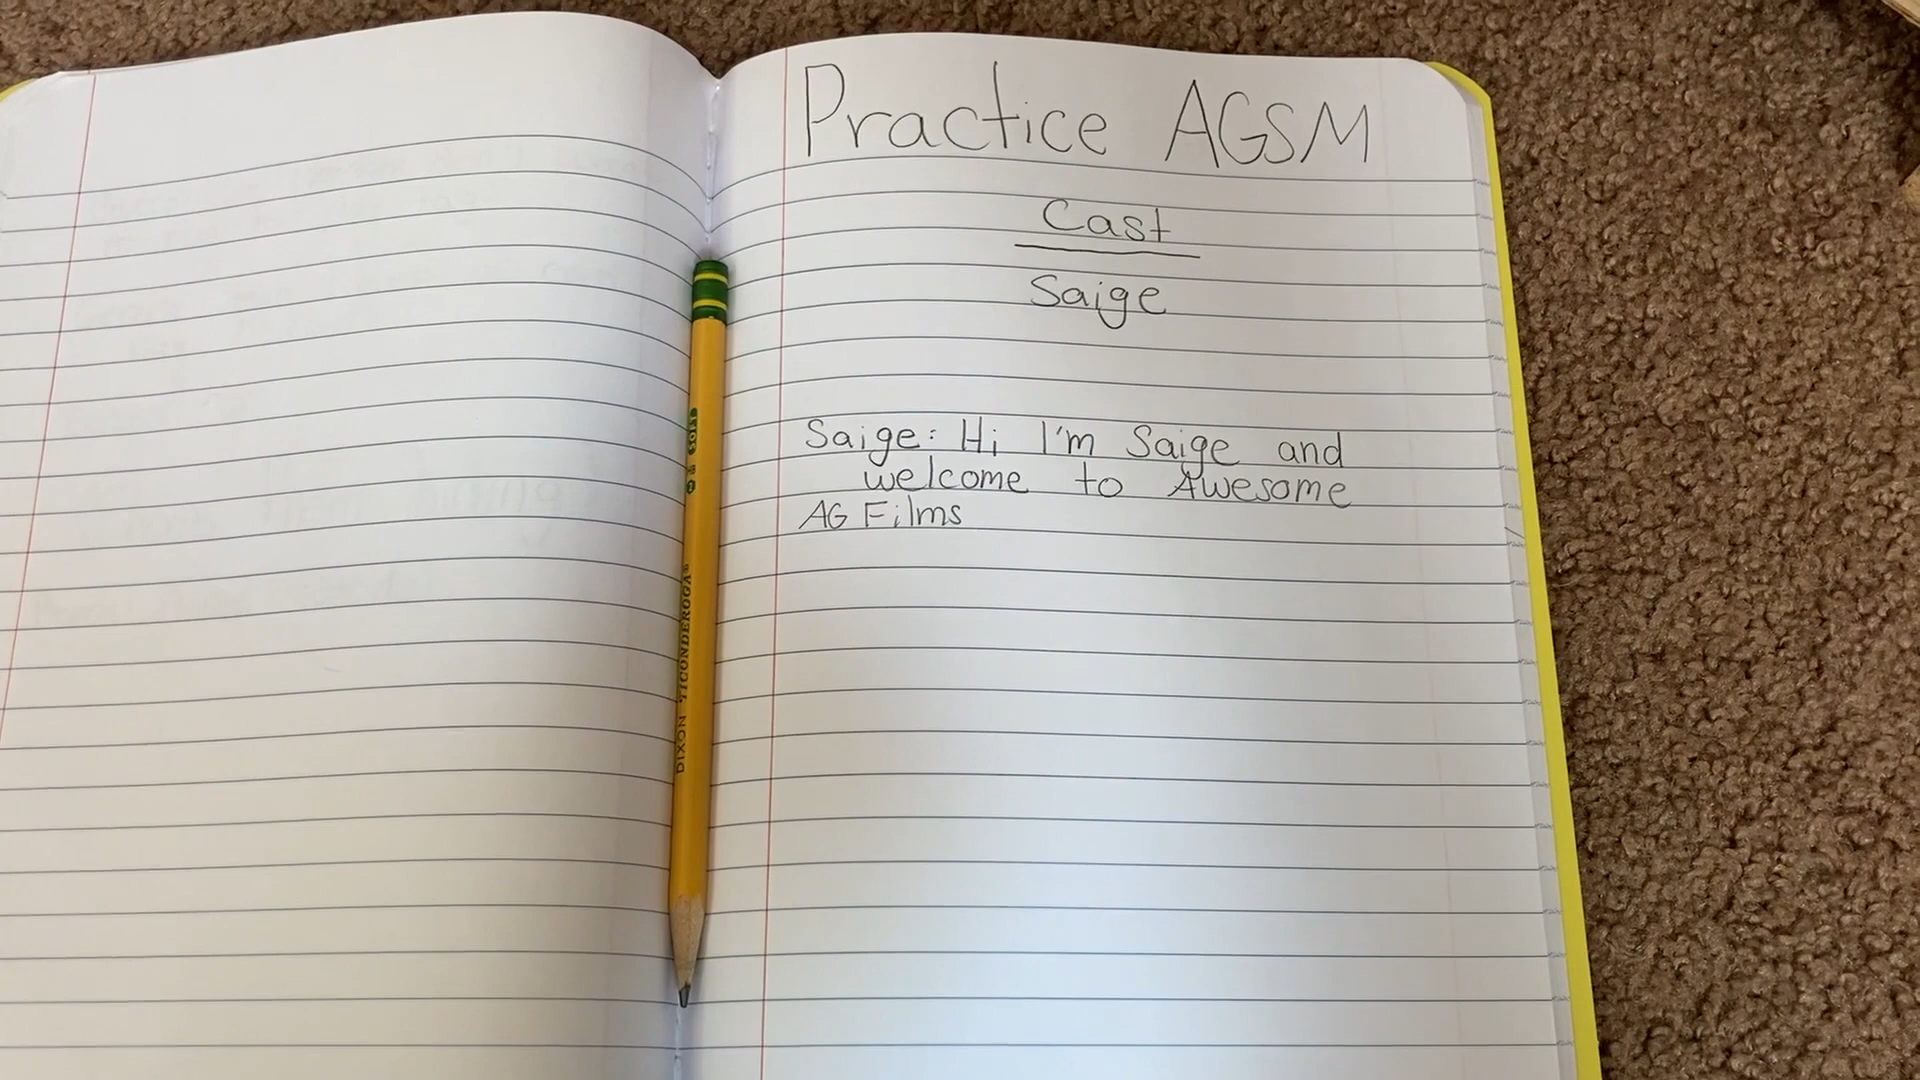 Practice AGSM
Cast
Saige
Saige: Hi I'm Saige and
welcome to Awesome
AG Films
DIXON TICONDEROGA®